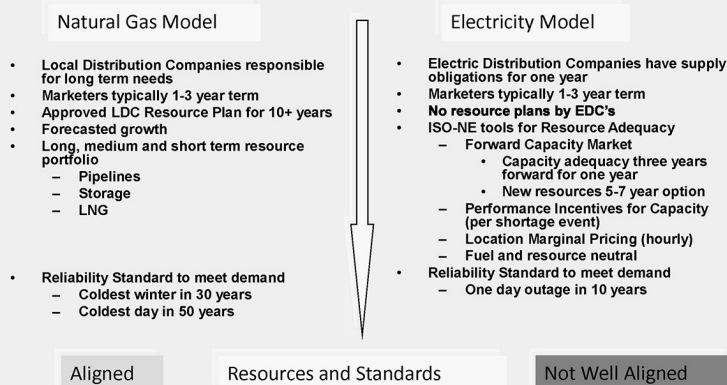 Natural Gas Model
• Local Distribution Companies responsible
for long term needs
• Marketers typically 1-3 year term
• Approved LDC Resource Plan for 10+ years
• Forecasted growth
• Long, medium and short term resource
portfolio
– Pipelines
– Storage
– LNG
• Reliability Standard to meet demand
– Coldest winter in 30 years
– Coldest day in 50 years
Electricity Model
• Electric Distribution Companies have supply
obligations for one year
• Marketers typically 1-3 year term
• No resource plans by EDC's
• ISO-NE tools for Resource Adequacy
– Forward Capacity Market
• Capacity adequacy three years
forward for one year
• New resources 5-7 year option
– Performance Incentives for Capacity
(per shortage event)
– Location Marginal Pricing (hourly)
– Fuel and resource neutral
• Reliability Standard to meet demand
– One day outage in 10 years
Aligned
Resources and Standards
Not Well Aligned